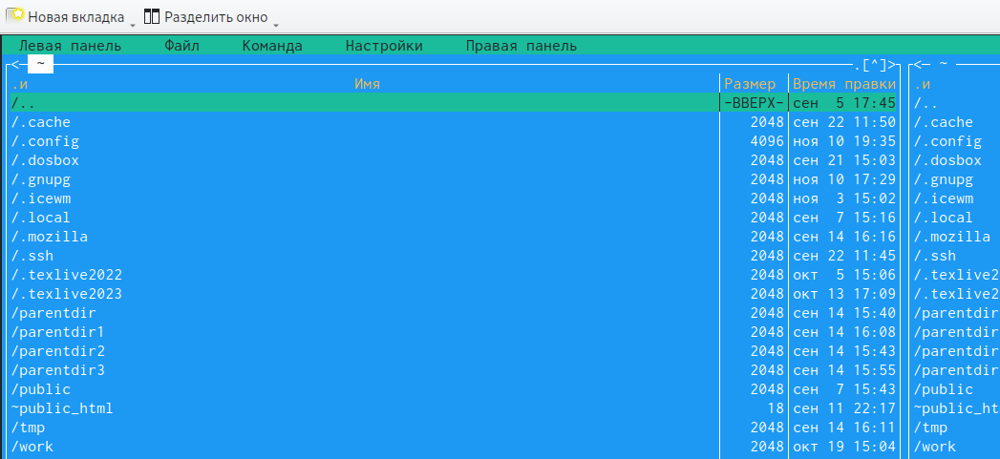 Новая вкладка Разделить окно
Левая панель Файл Команда Настройки Правая панель
<─ ~ .[^]> <─ ~
.и Имя Размер Время правки .и
/.. -ВВЕРХ- сен 5 17:45 /..
/.cache 2048 сен 22 11:50 /.cache
/.config 4096 ноя 10 19:35 /.config
/.dosbox 2048 сен 21 15:03 /.dosbox
/.gnupg 2048 ноя 10 17:29 /.gnupg
/.icewm 2048 ноя 3 15:02 /.icewm
/.local 2048 сен 7 15:16 /.local
/.mozilla 2048 сен 14 16:16 /.mozilla
/.ssh 2048 сен 22 11:45 /.ssh
/.texlive2022 2048 окт 5 15:06 /.texlive2
/.texlive2023 2048 окт 13 17:09 /.texlive2
/parentdir 2048 сен 14 15:40 /parentdir
/parentdir1 2048 сен 14 16:08 /parentdir
/parentdir2 2048 сен 14 15:43 /parentdir
/parentdir3 2048 сен 14 15:55 /parentdir
/public 2048 сен 7 15:43 /public
~public_html 18 сен 11 22:17 ~public_ht
/tmp 2048 сен 14 16:11 /tmp
/work 2048 окт 19 15:04 /work